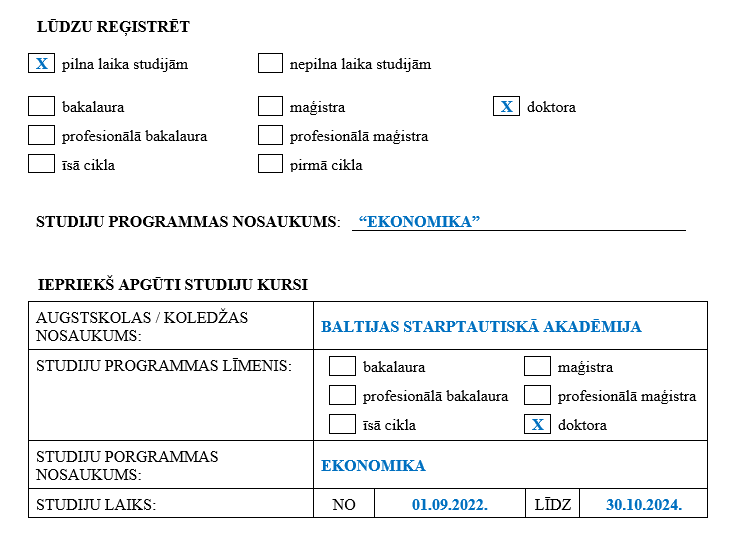 LŪDZU REĢISTRĒT
X pilna laika studijām nepilna laika studijām
bakalaura maģistra X doktora
profesionālā bakalaura profesionālā maģistra
īsā cikla pirmā cikla
STUDIJU PROGRAMMAS NOSAUKUMS: “EKONOMIKA”
IEPRIEKŠ APGŪTI STUDIJU KURSI
AUGSTSKOLAS / KOLEDŽAS
NOSAUKUMS:
BALTIJAS STARPTAUTISKĀ AKADĒMIJA
STUDIJU PROGRAMMAS LĪMENIS:
bakalaura maģistra
profesionālā bakalaura profesionālā maģistra
īsā cikla X doktora
STUDIJU PORGRAMMAS
NOSAUKUMS:
EKONOMIKA
STUDIJU LAIKS: NO 01.09.2022. LĪDZ 30.10.2024.